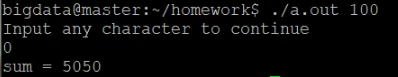 bigdata@master:~/homework$ ./a.out 100
Input any character to continue
0
sum = 5050